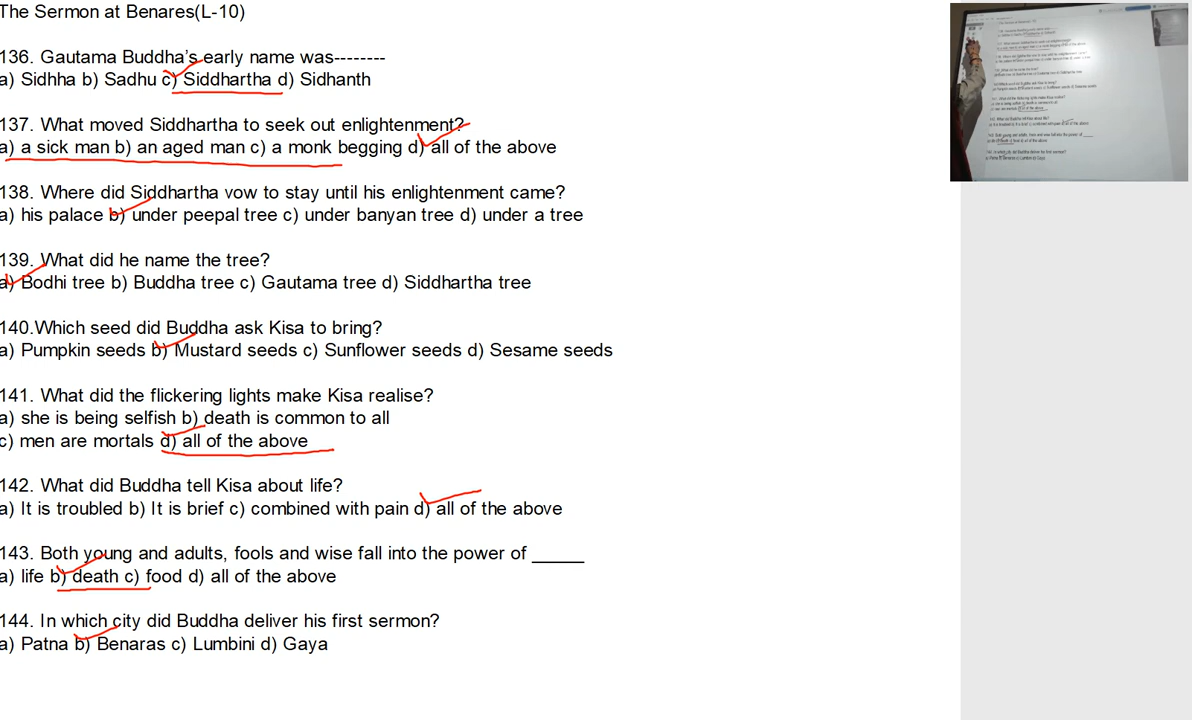 The Sermon at Benares(L-10)
136. Gautama Buddha's early name was--------
a) Sidhha b) Sadhu c) Siddhartha d) Sidhanth
137. What moved Siddhartha to seek out enlightenment?
a) a sick man b) an aged man c) a monk begging d) all of the above
138. Where did Siddhartha vow to stay until his enlightenment came?
a) his palace b) under peepal tree c) under banyan tree d) under a tree
139. What did he name the tree?
a) Bodhi tree b) Buddha tree c) Gautama tree d) Siddhartha tree
140.Which seed did Buddha ask Kisa to bring?
a) Pumpkin seeds b) Mustard seeds c) Sunflower seeds d) Sesame seeds
141. What did the flickering lights make Kisa realise?
a) she is being selfish b) death is common to all
c) men are mortals d) all of the above
142. What did Buddha tell Kisa about life?
a) It is troubled b) It is brief c) combined with pain d) all of the above
143. Both young and adults, fools and wise fall into the power of ______
a) life b) death c) food d) all of the above
144. In which city did Buddha deliver his first sermon?
a) Patna b) Benaras c) Lumbini d) Gaya